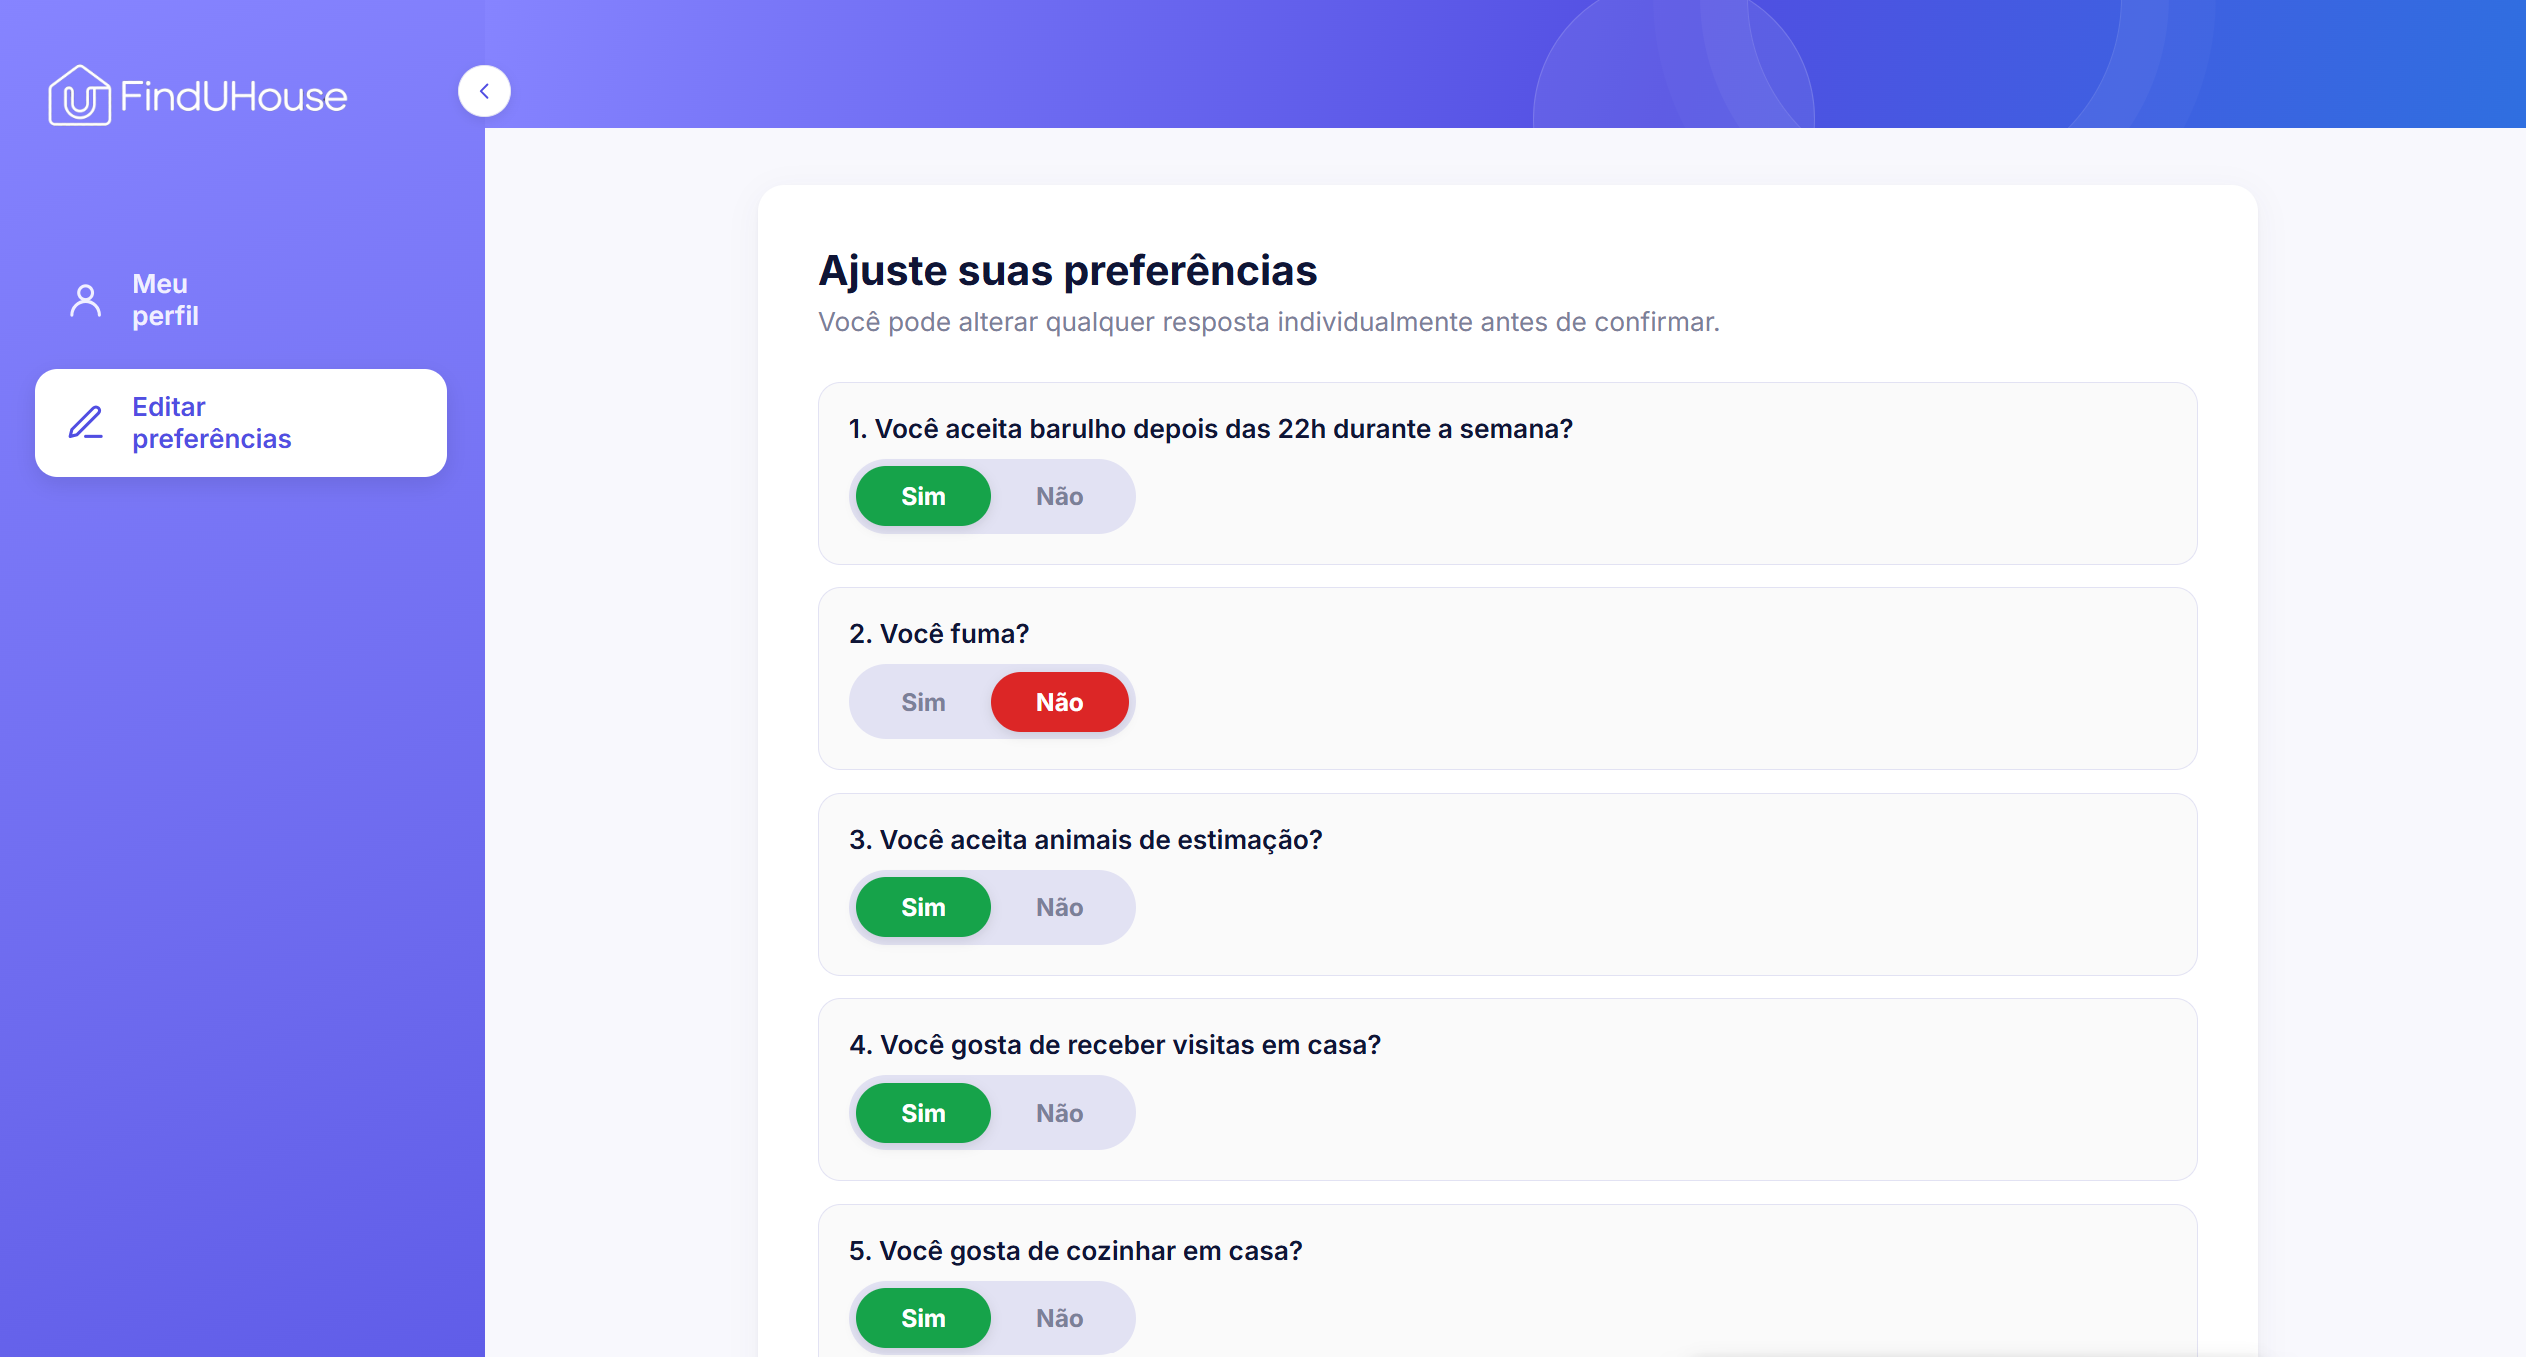 FindUHouse
Meu
perfil
Editar
preferências
Ajuste suas preferências
Você pode alterar qualquer resposta individualmente antes de confirmar.
1. Você aceita barulho depois das 22h durante a semana?
Sim Não
2. Você fuma?
Sim Não
3. Você aceita animais de estimação?
Sim Não
4. Você gosta de receber visitas em casa?
Sim Não
5. Você gosta de cozinhar em casa?
Sim Não